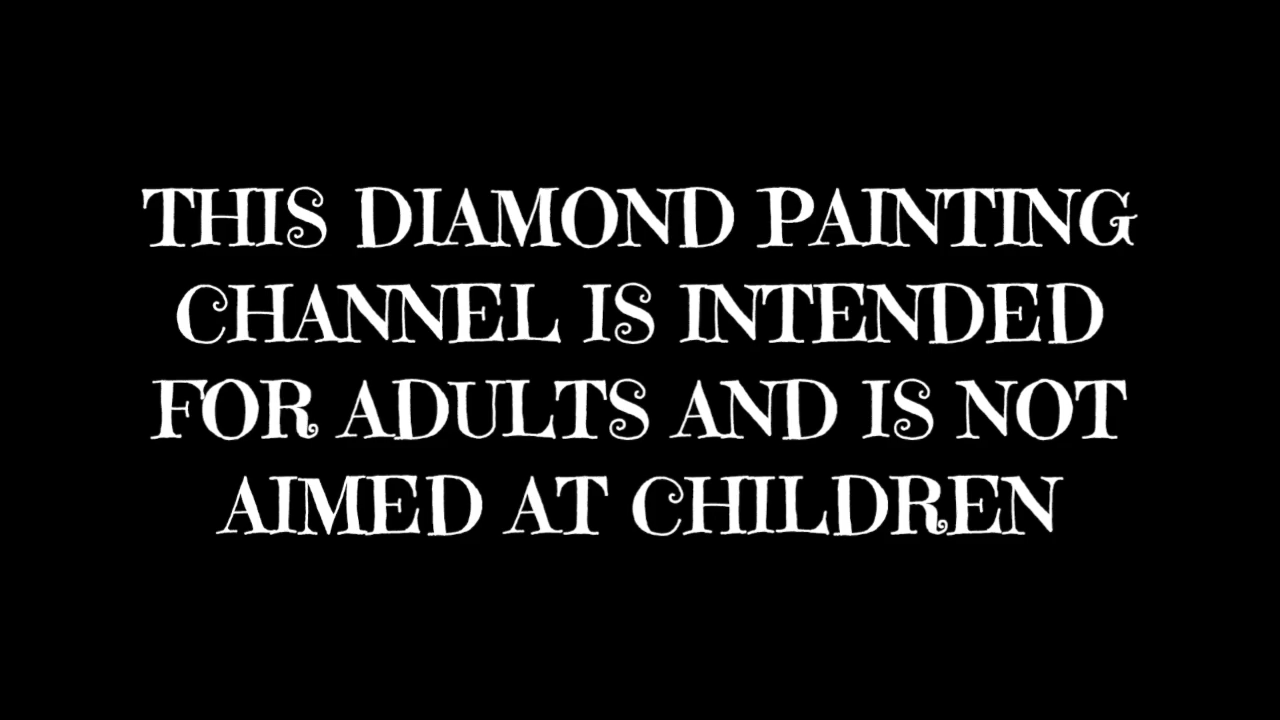 THIS DIAMOND PAINTING
CHANNEL IS INTENDED
FOR ADULTS AND IS NOT
AIMED AT CHILDREN